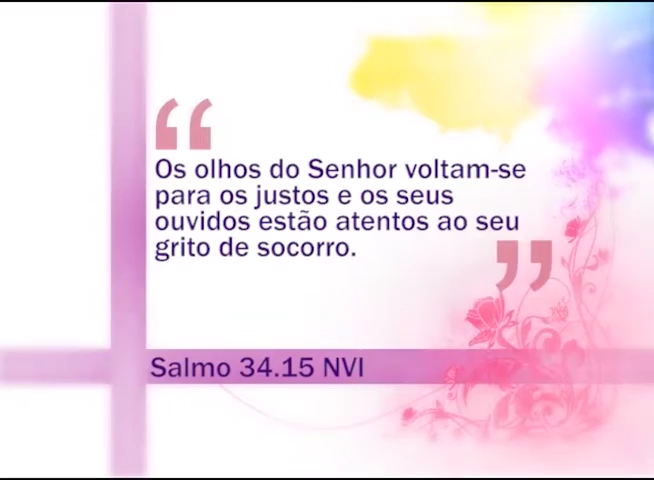 “
Os olhos do Senhor voltam-se
para os justos e os seus
ouvidos estão atentos ao seu
grito de socorro.
”
Salmo 34.15 NVI